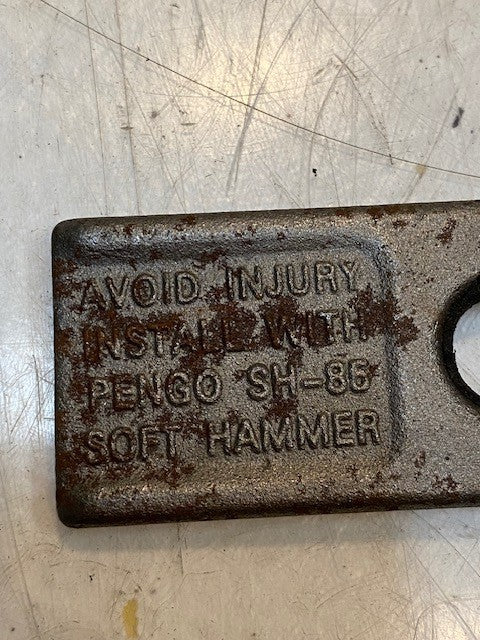 AVOID INJURY
INSTALL WITH
PENGO SH-86
SOFT HAMMER